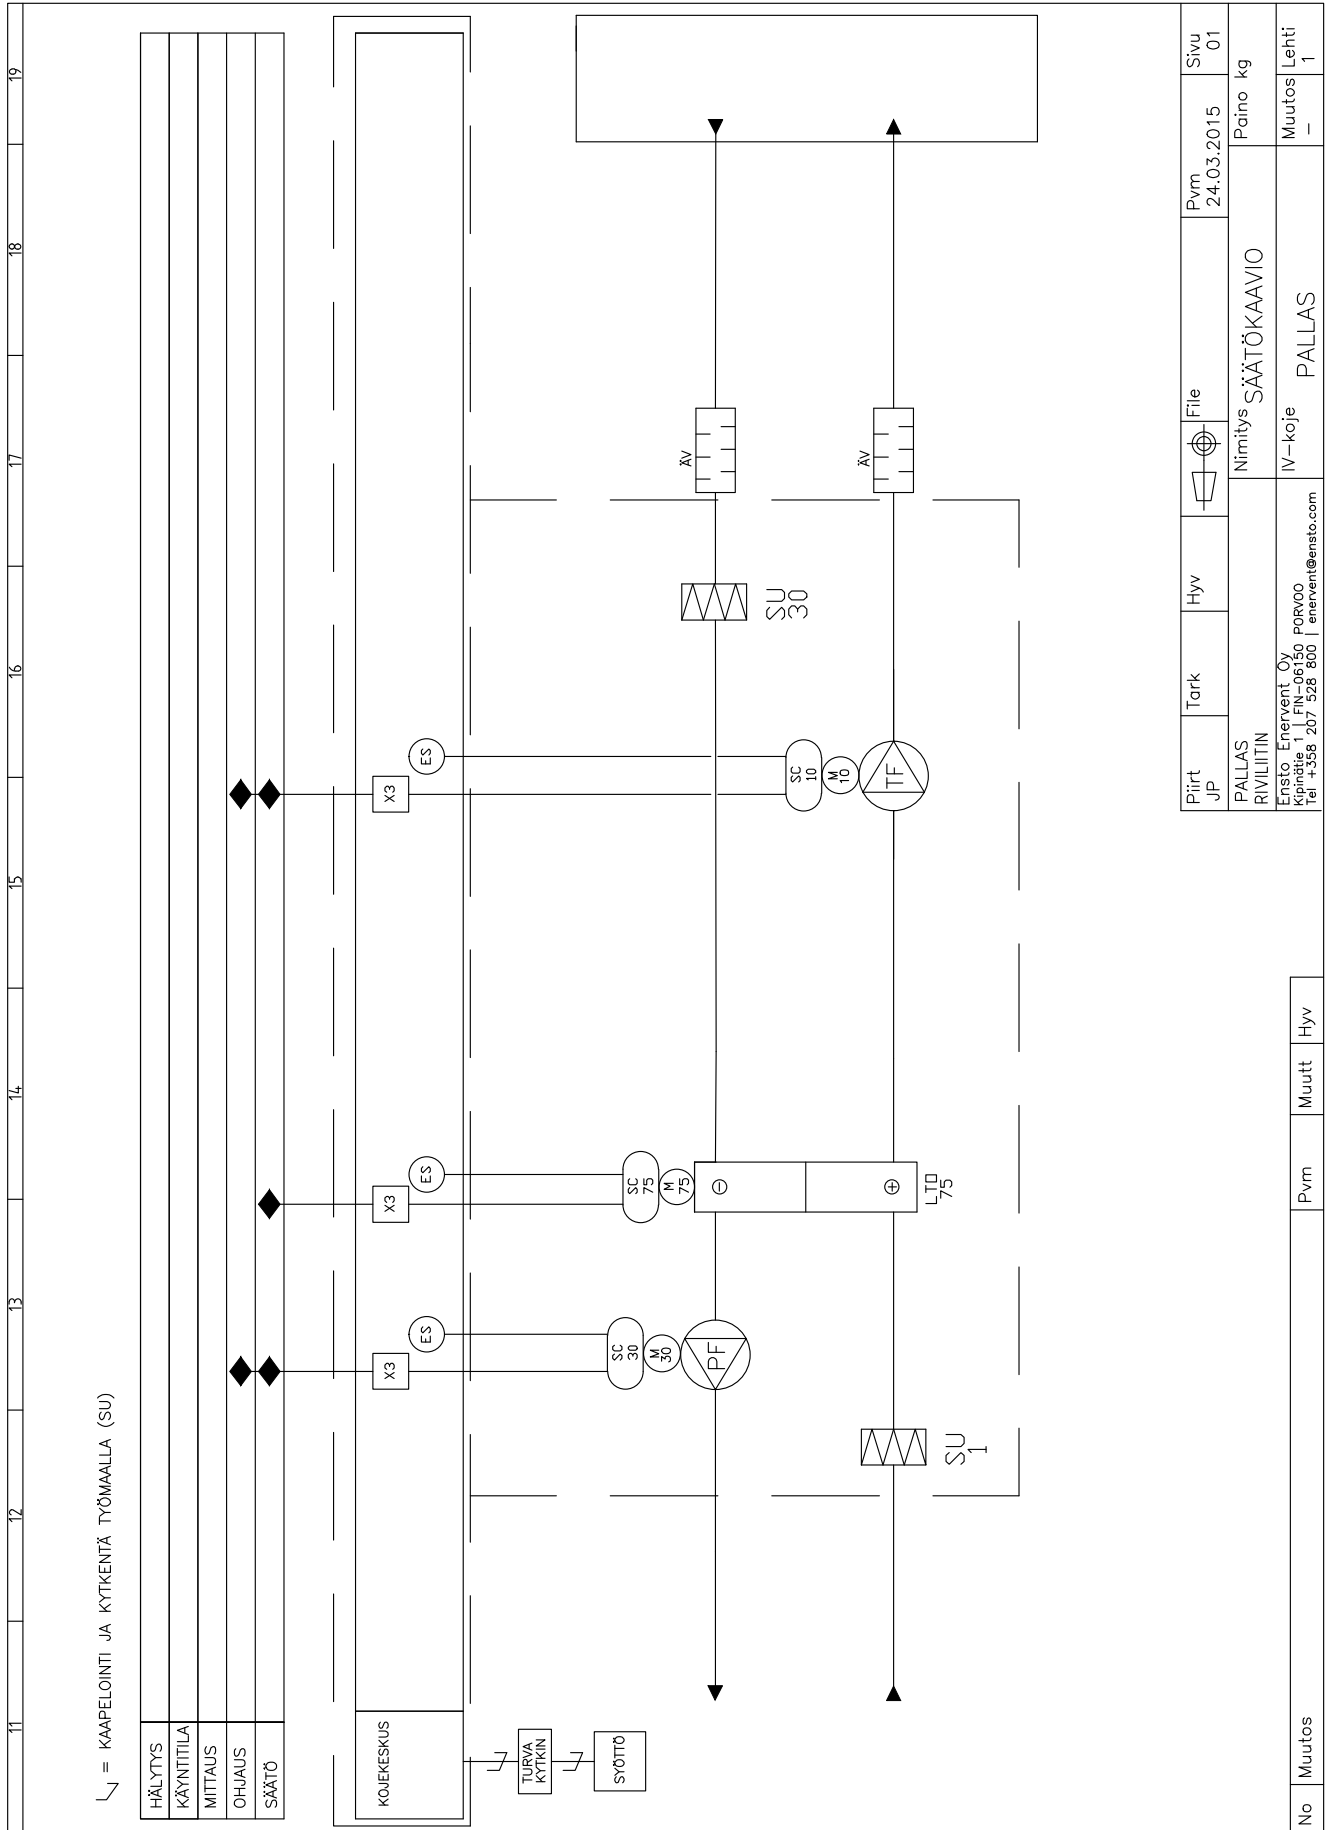 11 12 13 14 15 16 17 18 19
= KAAPELOINTI JA KYTKENTÄ TYÖMAALLA (SU)
HÄLYTYS
KÄYNTITILA
MITTAUS
OHJAUS
SÄÄTÖ
KOJEKESKUS
X3
ES
X3
ES
X3
ES
TURVA
KYTKIN
SYÖTTÖ
SC
30
M
30
PF
SC
75
M
75
SU
30
ÄV
SC
10
M
10
TF
ÄV
LTO
75
SU
1
Piirt
JP
Tark
Hyv
File
Pvm
24.03.2015
Sivu
01
PALLAS
RIVILIITIN
Nimitys
SÄÄTÖKAAVIO
Paino kg
Ensto Enervent Oy
Kipinätie 1 | FIN-06150 PORVOO
Tel +358 207 528 800 | enervent@ensto.com
IV-koje
PALLAS
Muutos
-
Lehti
1
No Muutos Pvm Muutt Hyv